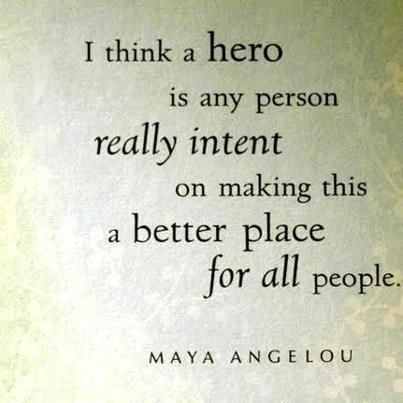 I think a hero
is any person
really intent
on making this
a better place
for all people.
MAYA ANGELOU